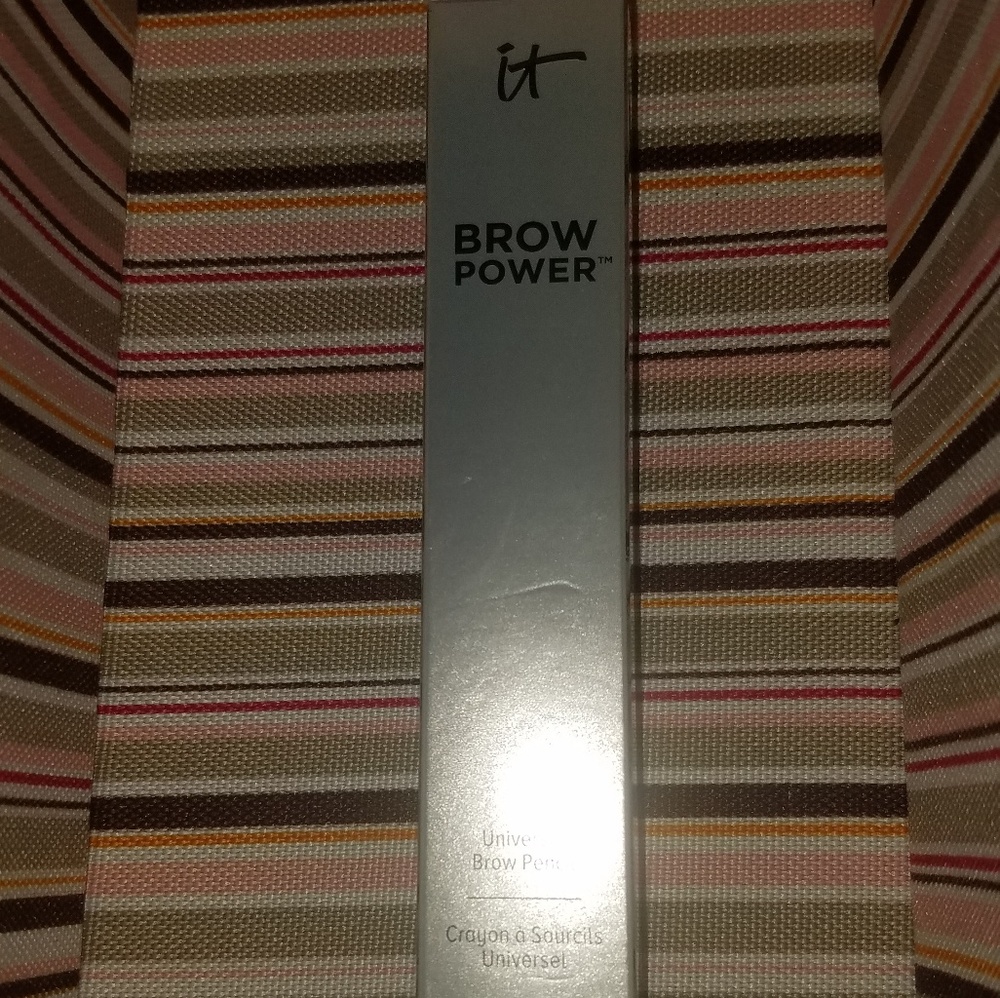 it
BROW
POWER™
Brow
Crayon à Sourcils
Universel